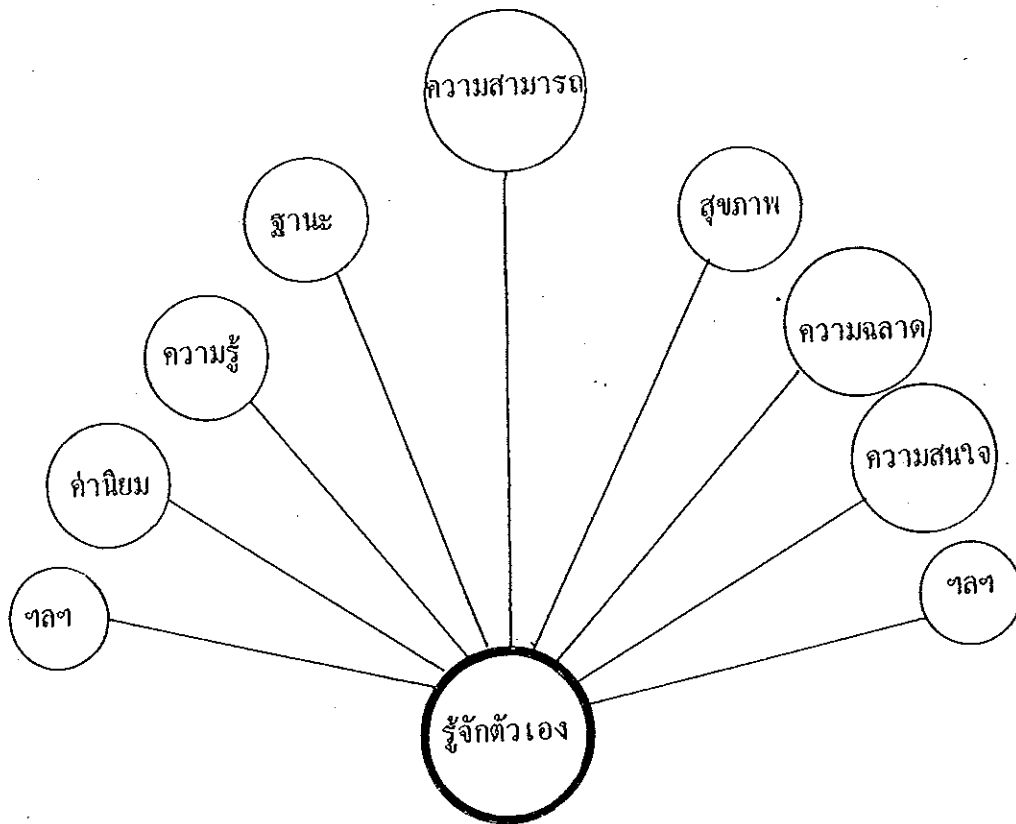 ความสามารถ
ฐานะ
สุขภาพ
ความรู้
ความฉลาด
ค่านิยม
ความสนใจ
ฯลฯ
ฯลฯ
รู้จักตัวเอง